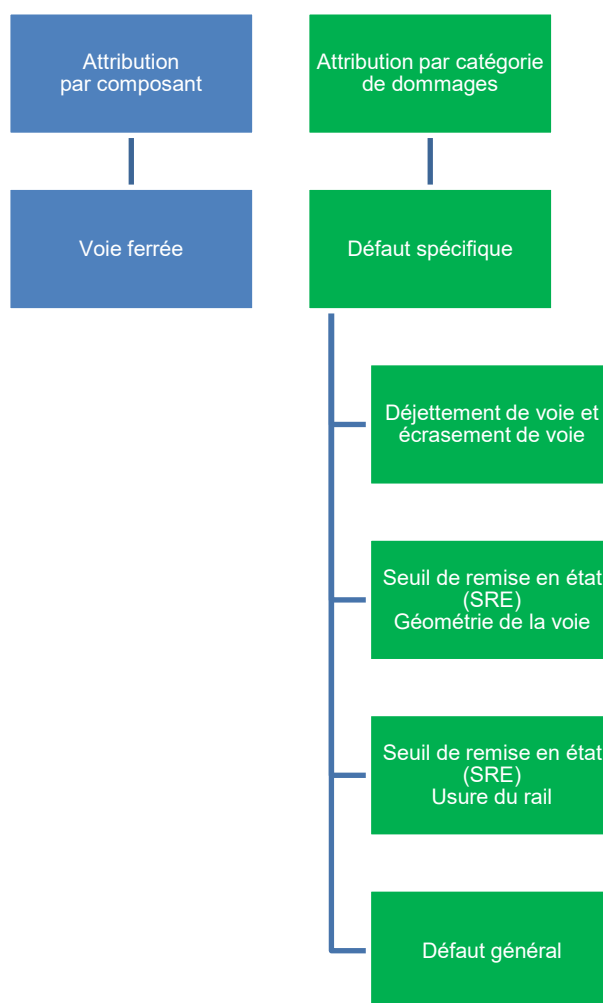 Attribution
par composant
Attribution par catégorie
de dommages
Voie ferrée
Défaut spécifique
Déjettement de voie et
écrasement de voie
Seuil de remise en état
(SRE)
Géométrie de la voie
Seuil de remise en état
(SRE)
Usure du rail
Défaut général